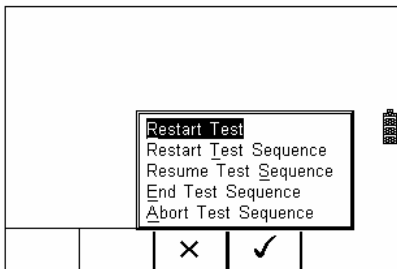 Restart Test
Restart Test Sequence
Resume Test Sequence
End Test Sequence
Abort Test Sequence